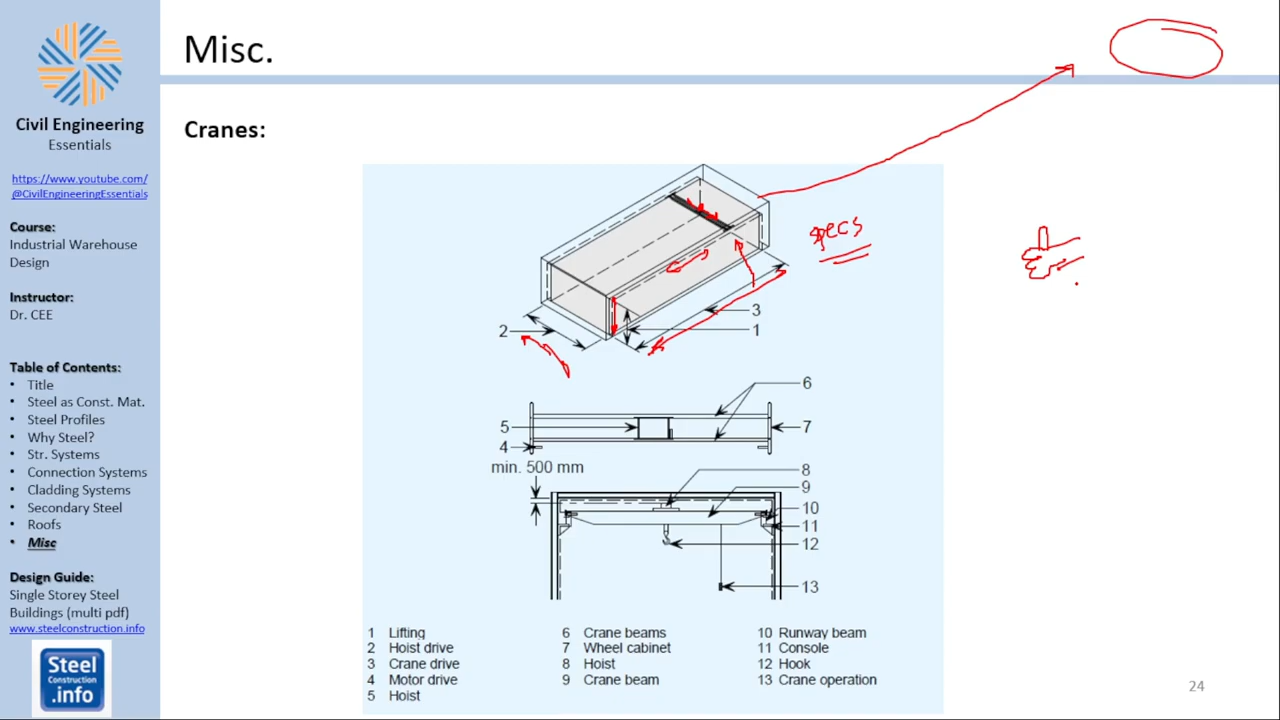 Misc.
Civil Engineering
Essentials
https://www.youtube.com/
@CivilEngineeringEssentials
Course:
Industrial Warehouse
Design
Instructor:
Dr. CEE
Table of Contents:
• Title
• Steel as Const. Mat.
• Steel Profiles
• Why Steel?
• Str. Systems
• Connection Systems
• Cladding Systems
• Secondary Steel
• Roofs
• Misc
Design Guide:
Single Storey Steel
Buildings (multi pdf)
www.steelconstruction.info
Steel
Construction
.info
Cranes:
specs
2
3
1
6
5
7
4
min. 500 mm
8
9
10
11
12
13
1 Lifting
2 Hoist drive
3 Crane drive
4 Motor drive
5 Hoist
6 Crane beams
7 Wheel cabinet
8 Hoist
9 Crane beam
10 Runway beam
11 Console
12 Hook
13 Crane operation
24